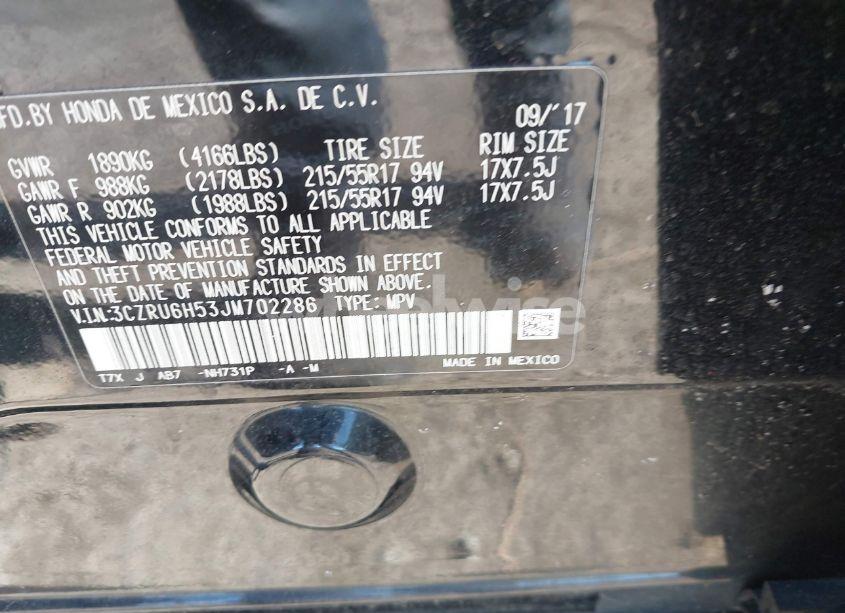 FD.BY HONDA DE MEXICO S.A. DE C.V. 09/'17
GVWR 1890KG (4166LBS) TIRE SIZE RIM SIZE
GAWR F 988KG (2178LBS) 215/55R17 94V 17X7.5J
GAWR R 902KG (1988LBS) 215/55R17 94V 17X7.5J
THIS VEHICLE CONFORMS TO ALL APPLICABLE
FEDERAL MOTOR VEHICLE SAFETY
AND THEFT PREVENTION STANDARDS IN EFFECT
ON THE DATE OF MANUFACTURE SHOWN ABOVE.
V.I.N.:3CZRU6H53JM702286 TYPE: MPV
T7X J AB7 -NH731P -A -M MADE IN MEXICO